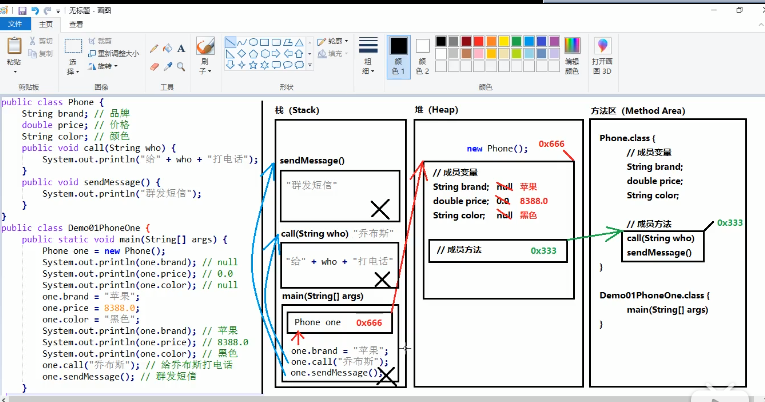 无标题 - 画图
文件 主页 查看
粘贴
剪切
复制
剪贴板
选择
裁剪
重新调整大小
旋转
图像
A
工具
刷子
形状
轮廓
填充
粗细
颜色 1
颜色 2
颜色
编辑颜色
打开画图 3D
public class Phone {
String brand; // 品牌
double price; // 价格
String color; // 颜色
public void call(String who) {
System.out.println("给" + who + "打电话");
}
public void sendMessage() {
System.out.println("群发短信");
}
}
public class Demo01PhoneOne {
public static void main(String[] args) {
Phone one = new Phone();
System.out.println(one.brand); // null
System.out.println(one.price); // 0.0
System.out.println(one.color); // null
one.brand = "苹果";
one.price = 8388.0;
one.color = "黑色";
System.out.println(one.brand); // 苹果
System.out.println(one.price); // 8388.0
System.out.println(one.color); // 黑色
one.call("乔布斯"); // 给乔布斯打电话
one.sendMessage(); // 群发短信
}
栈（Stack）
sendMessage()
"群发短信"
call(String who) "乔布斯"
"给" + who + "打电话"
main(String[] args)
Phone one 0x666
one.brand = "苹果";
one.call("乔布斯");
one.sendMessage();
堆（Heap）
new Phone(); 0x666
// 成员变量
String brand; null 苹果
double price; 0.0 8388.0
String color; null 黑色
// 成员方法 0x333
方法区（Method Area）
Phone.class {
// 成员变量
String brand;
double price;
String color;
// 成员方法 0x333
call(String who)
sendMessage()
}
Demo01PhoneOne.class {
main(String[] args)
}